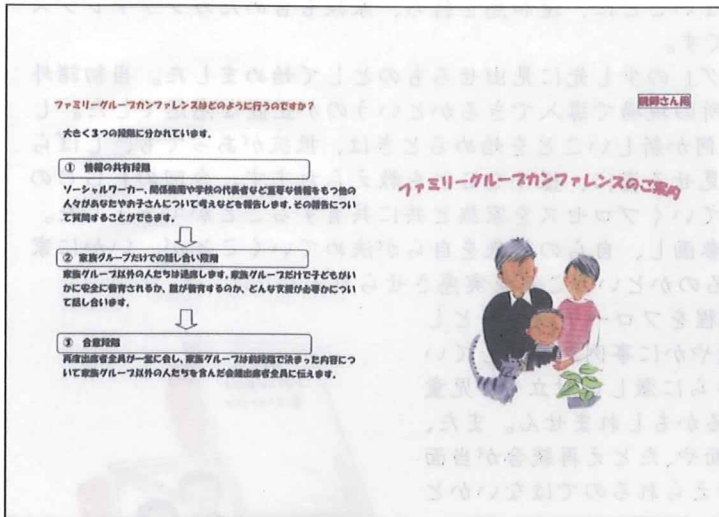 ファミリーグループカンファレンスはどのように行うのですか？
大きく3つの段階に分かれています。
① 情報の共有段階
ソーシャルワーカー、関係機関や学校の代表者など重要な情報をもつ他の
人々があなたやお子さんについて考えなどを報告します。その報告につい
て質問することができます。
② 家族グループだけでの話し合い段階
家族グループ以外の人たちは退席します。家族グループだけで子どもがい
かに安全に養育されるか、誰が養育するのか、どんな支援が必要かについ
て話し合います。
③ 合意段階
再度出席者全員が一堂に会し、家族グループは前段階で決まった内容につ
いて家族グループ以外の人たちを含んだ会議出席者全員に伝えます。
親御さん用
ファミリーグループカンファレンスのご案内